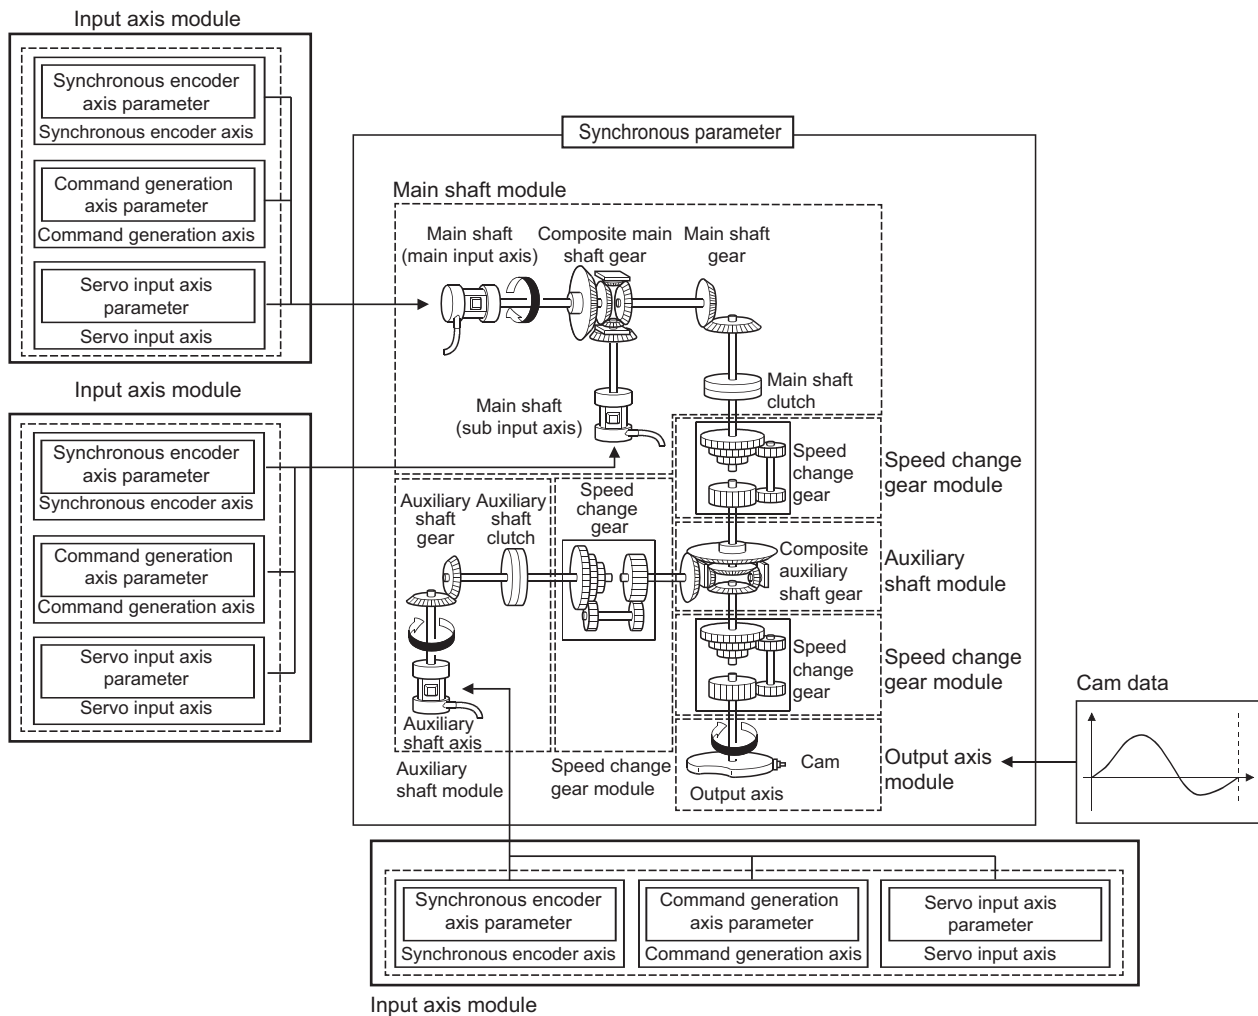 Input axis module
Synchronous encoder
axis parameter
Synchronous encoder axis
Command generation
axis parameter
Command generation axis
Servo input axis
parameter
Servo input axis
Input axis module
Synchronous encoder
axis parameter
Synchronous encoder axis
Command generation
axis parameter
Command generation axis
Servo input axis
parameter
Servo input axis
Synchronous parameter
Main shaft module
Main shaft
(main input axis)
Composite main
shaft gear
Main shaft
gear
Main shaft
clutch
Main shaft
(sub input axis)
Speed
change
gear
Speed change
gear module
Auxiliary
shaft
gear
Auxiliary
shaft
clutch
Speed
change
gear
Composite
auxiliary
shaft gear
Auxiliary
shaft module
Speed
change
gear
Speed change
gear module
Auxiliary
shaft axis
Auxiliary
shaft module
Speed change
gear module
Cam
Output axis
Output axis
module
Cam data
Synchronous encoder
axis parameter
Synchronous encoder axis
Command generation
axis parameter
Command generation axis
Servo input axis
parameter
Servo input axis
Input axis module